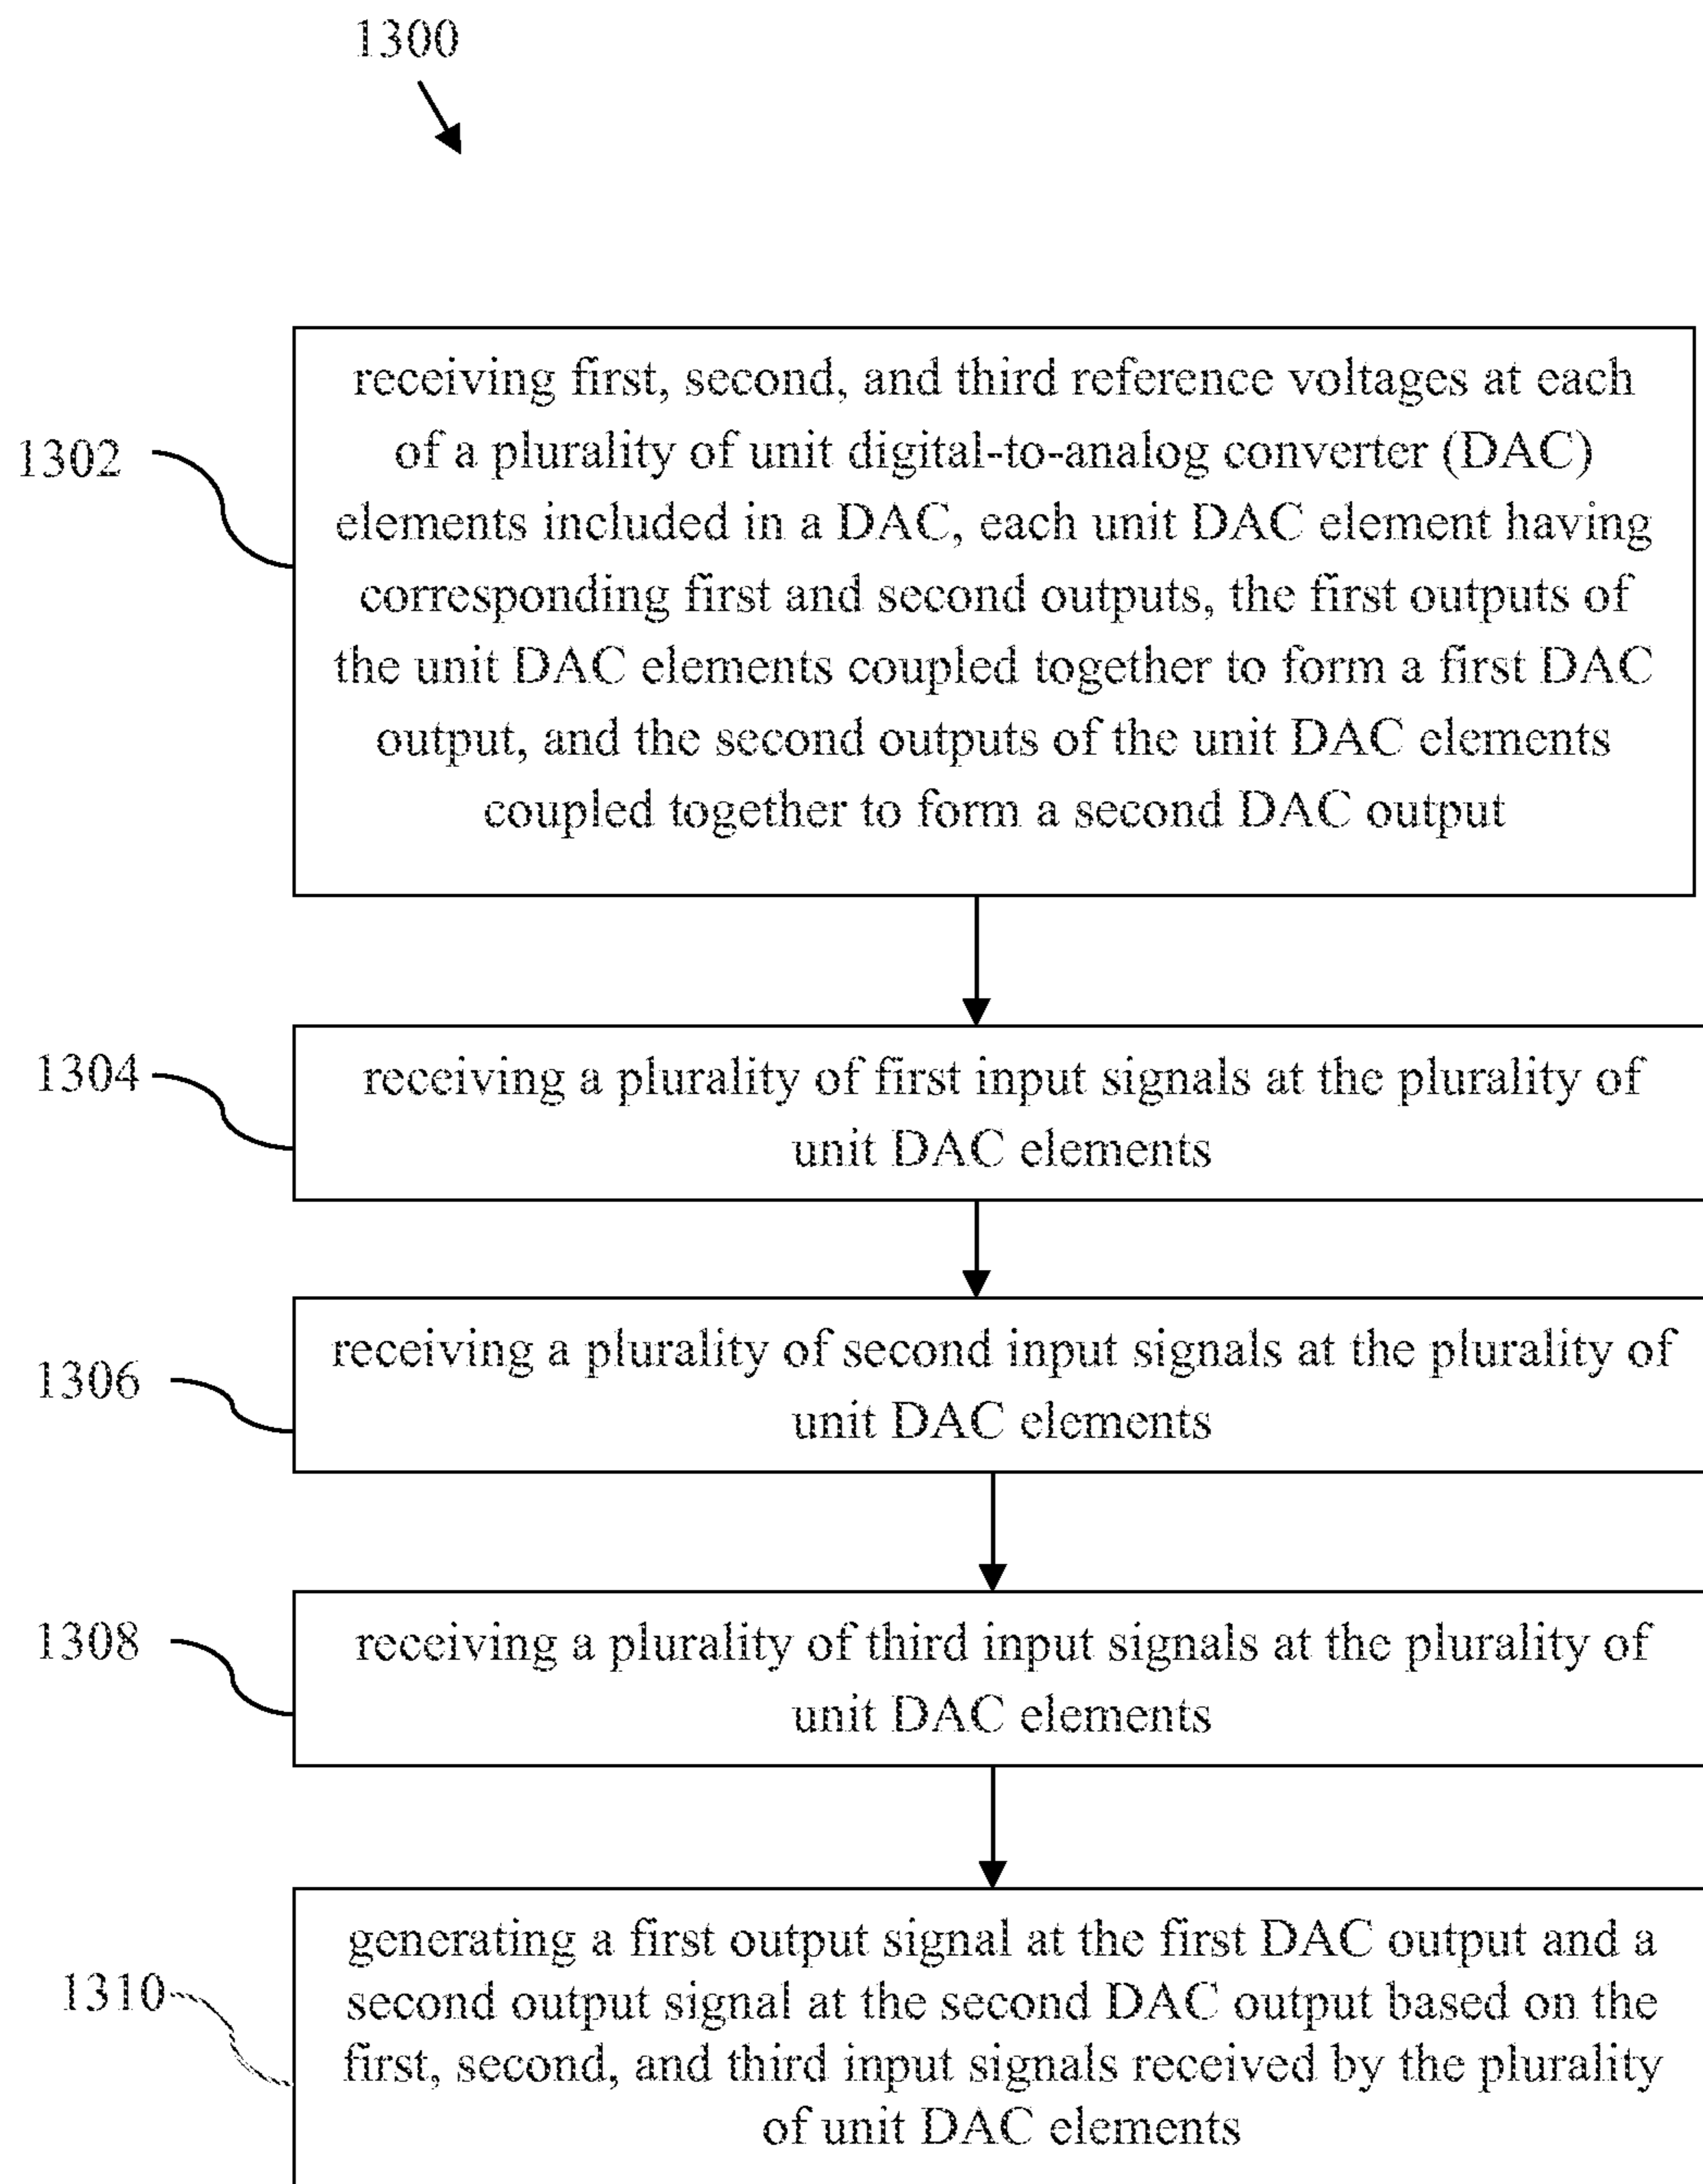 1300
1302
receiving first, second, and third reference voltages at each
of a plurality of unit digital-to-analog converter (DAC)
elements included in a DAC, each unit DAC element having
corresponding first and second outputs, the first outputs of
the unit DAC elements coupled together to form a first DAC
output, and the second outputs of the unit DAC elements
coupled together to form a second DAC output
1304
receiving a plurality of first input signals at the plurality of
unit DAC elements
1306
receiving a plurality of second input signals at the plurality of
unit DAC elements
1308
receiving a plurality of third input signals at the plurality of
unit DAC elements
1310
generating a first output signal at the first DAC output and a
second output signal at the second DAC output based on the
first, second, and third input signals received by the plurality
of unit DAC elements